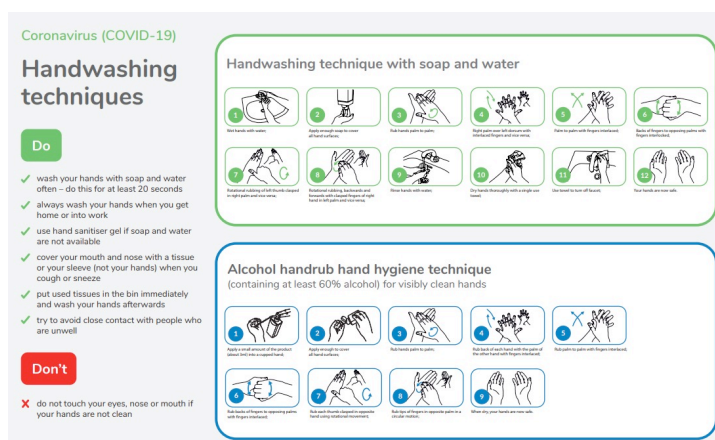 Coronavirus (COVID-19)
Handwashing
techniques
Do
wash your hands with soap and water
often – do this for at least 20 seconds
always wash your hands when you get
home or into work
use hand sanitiser gel if soap and water
are not available
cover your mouth and nose with a tissue
or your sleeve (not your hands) when you
cough or sneeze
put used tissues in the bin immediately
and wash your hands afterwards
try to avoid close contact with people who
are unwell
Don't
do not touch your eyes, nose or mouth if
your hands are not clean
Handwashing technique with soap and water
1
Wet hands with water.
2
Apply enough soap to cover
all hand surfaces.
3
Rub hands palm to palm.
4
Right palm over left dorsum with
interlaced fingers and vice versa.
5
Palm to palm with fingers interlaced.
6
Backs of fingers to opposing palms with
fingers interlocked.
7
Rotational rubbing of left thumb clasped
in right palm and vice versa.
8
Rotational rubbing, backwards and
forwards with clasped fingers of right
hand in left palm and vice versa.
9
Rinse hands with water.
10
Dry hands thoroughly with a single use
towel.
11
Use towel to turn off faucet.
12
Your hands are now safe.
Alcohol handrub hand hygiene technique
(containing at least 60% alcohol) for visibly clean hands
1
Apply a small amount of the product
(about 3ml) into a cupped hand.
2
Apply enough to cover
all hand surfaces.
3
Rub hands palm to palm.
4
Rub back of each hand with the palm of
the other hand with fingers interlaced.
5
Rub palm to palm with fingers interlaced.
6
Rub backs of fingers to opposing palms
with fingers interlaced.
7
Rub each thumb clasped in opposite
hand using rotational movement.
8
Rub tips of fingers in opposite palm in a
circular motion.
9
When dry, your hands are now safe.